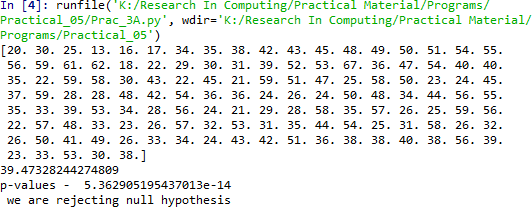 In [4]: runfile('K:/Research In Computing/Practical Material/Programs/
Practical_05/Prac_3A.py', wdir='K:/Research In Computing/Practical Material/
Programs/Practical_05')
[20. 30. 25. 13. 16. 17. 34. 35. 38. 42. 43. 45. 48. 49. 50. 51. 54. 55.
56. 59. 61. 62. 18. 22. 29. 30. 31. 39. 52. 53. 67. 36. 47. 54. 40. 40.
35. 22. 59. 58. 30. 43. 22. 45. 21. 59. 51. 47. 25. 58. 50. 23. 24. 45.
37. 59. 28. 28. 48. 42. 54. 36. 36. 24. 26. 24. 50. 48. 34. 44. 56. 55.
35. 33. 39. 53. 34. 28. 56. 24. 21. 29. 28. 58. 35. 57. 26. 25. 59. 56.
22. 57. 48. 33. 23. 26. 57. 32. 53. 31. 35. 44. 54. 25. 31. 58. 26. 32.
26. 50. 41. 49. 26. 33. 34. 24. 43. 42. 51. 36. 38. 38. 40. 38. 56. 39.
23. 33. 53. 30. 38.]
39.47328244274809
p-values -  5.362905195437013e-14
we are rejecting null hypothesis